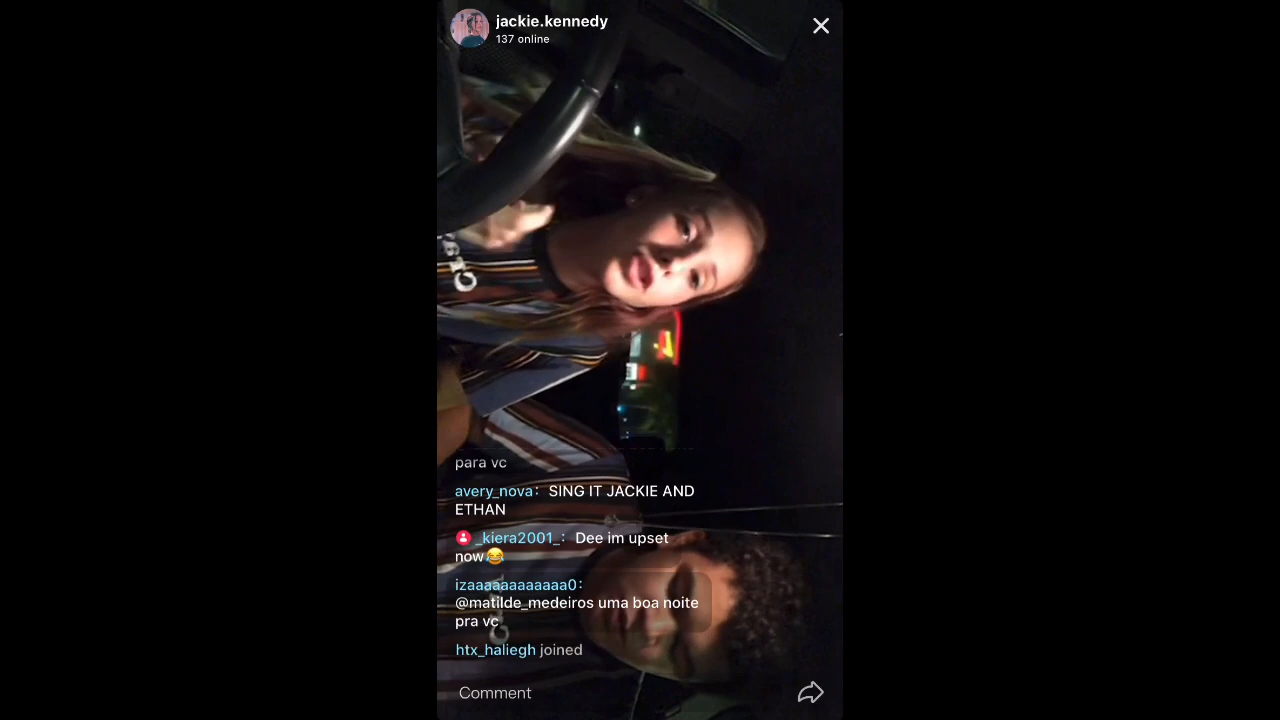 jackie.kennedy
137 online
para vc
avery_nova: SING IT JACKIE AND
ETHAN
_kiera2001_: Dee im upset
now😂
izaaaaaaaaaaaa0:
@matilde_medeiros uma boa noite
pra vc
htx_haliegh joined
Comment